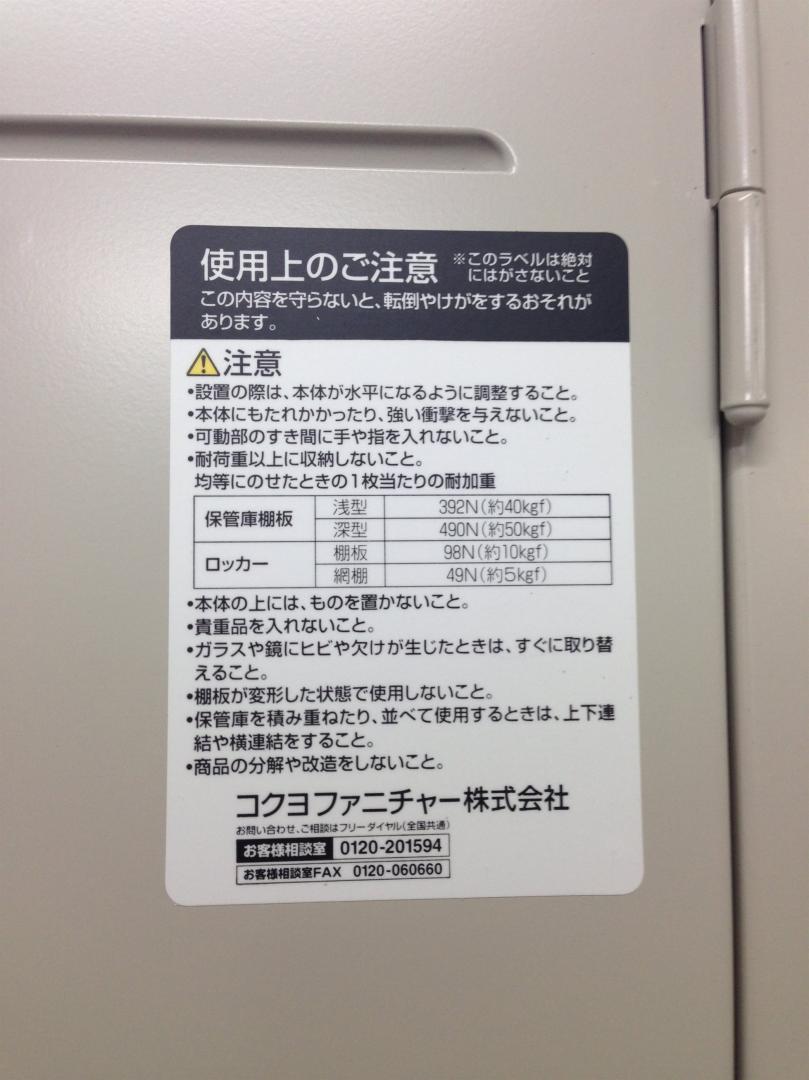 使用上のご注意 ※このラベルは絶対
にはがさないこと
この内容を守らないと、転倒やけがをするおそれが
あります。
注意
•設置の際は、本体が水平になるように調整すること。
•本体にもたれかかったり、強い衝撃を与えないこと。
•可動部のすき間に手や指を入れないこと。
•耐荷重以上に収納しないこと。
均等にのせたときの1枚当たりの耐加重
保管庫棚板 浅型 392N(約40kgf)
深型 490N(約50kgf)
ロッカー 棚板 98N(約10kgf)
網棚 49N(約5kgf)
•本体の上には、ものを置かないこと。
•貴重品を入れないこと。
•ガラスや鏡にヒビや欠けが生じたときは、すぐに取り替
えること。
•棚板が変形した状態で使用しないこと。
•保管庫を積み重ねたり、並べて使用するときは、上下連
結や横連結をすること。
•商品の分解や改造をしないこと。
コクヨファニチャー株式会社
お問い合わせ、ご相談はフリーダイヤル(全国共通)
お客様相談室 0120-201594
お客様相談室FAX 0120-060660